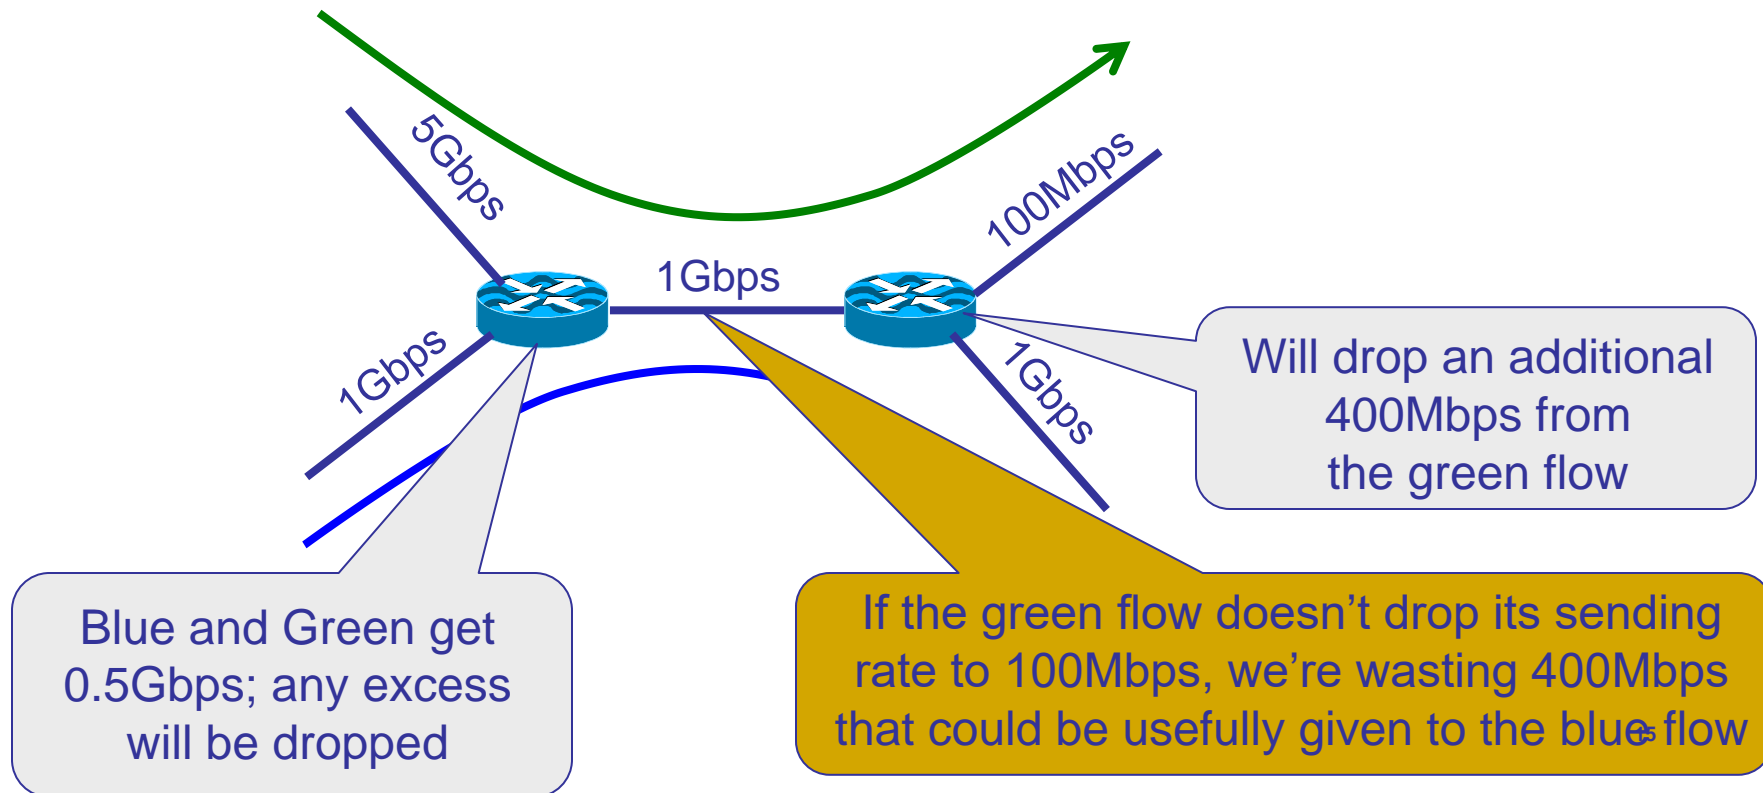 5Gbps
100Mbps
1Gbps
1Gbps
1Gbps
Will drop an additional
400Mbps from
the green flow
Blue and Green get
0.5Gbps; any excess
will be dropped
If the green flow doesn’t drop its sending
rate to 100Mbps, we’re wasting 400Mbps
that could be usefully given to the blue flow
15